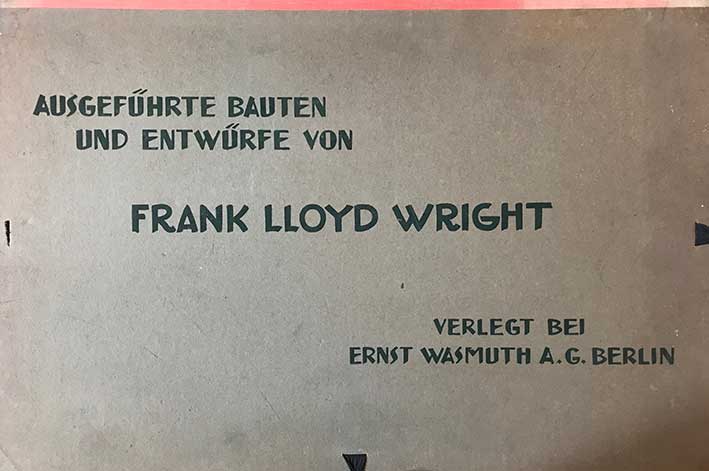 AUSGEFÜHRTE BAUTEN
UND ENTWÜRFE VON
FRANK LLOYD WRIGHT
VERLEGT BEI
ERNST WASMUTH A.G. BERLIN